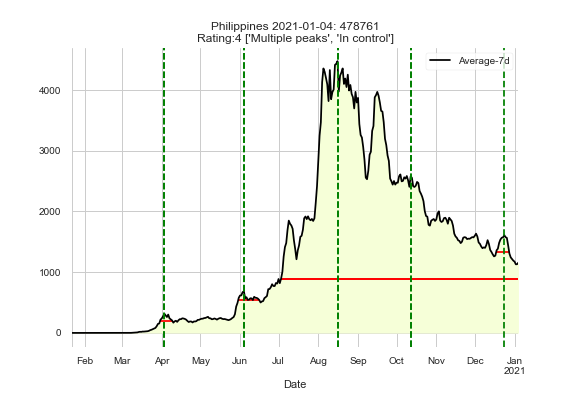 Philippines 2021-01-04: 478761
Rating:4 ['Multiple peaks', 'In control']
Average-7d
4000
3000
2000
1000
0
Feb Mar Apr May Jun Jul Aug Sep Oct Nov Dec Jan
2021
Date